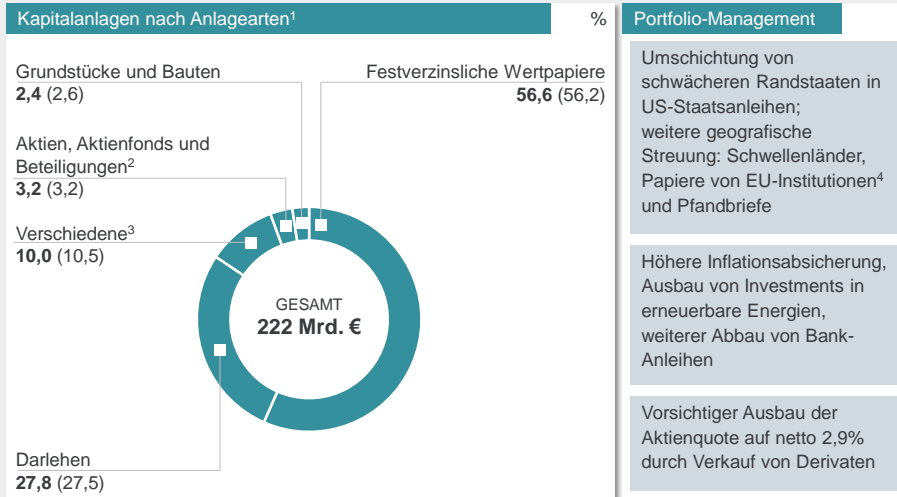 Kapitalanlagen nach Anlagearten¹
%
Grundstücke und Bauten
2,4 (2,6)
Festverzinsliche Wertpapiere
56,6 (56,2)
Aktien, Aktienfonds und
Beteiligungen²
3,2 (3,2)
Verschiedene³
10,0 (10,5)
GESAMT
222 Mrd. €
Darlehen
27,8 (27,5)
Portfolio-Management
Umschichtung von
schwächeren Randstaaten in
US-Staatsanleihen;
weitere geografische
Streuung: Schwellenländer,
Papiere von EU-Institutionen⁴
und Pfandbriefe
Höhere Inflationsabsicherung,
Ausbau von Investments in
erneuerbare Energien,
weiterer Abbau von Bank-
Anleihen
Vorsichtiger Ausbau der
Aktienquote auf netto 2,9%
durch Verkauf von Derivaten